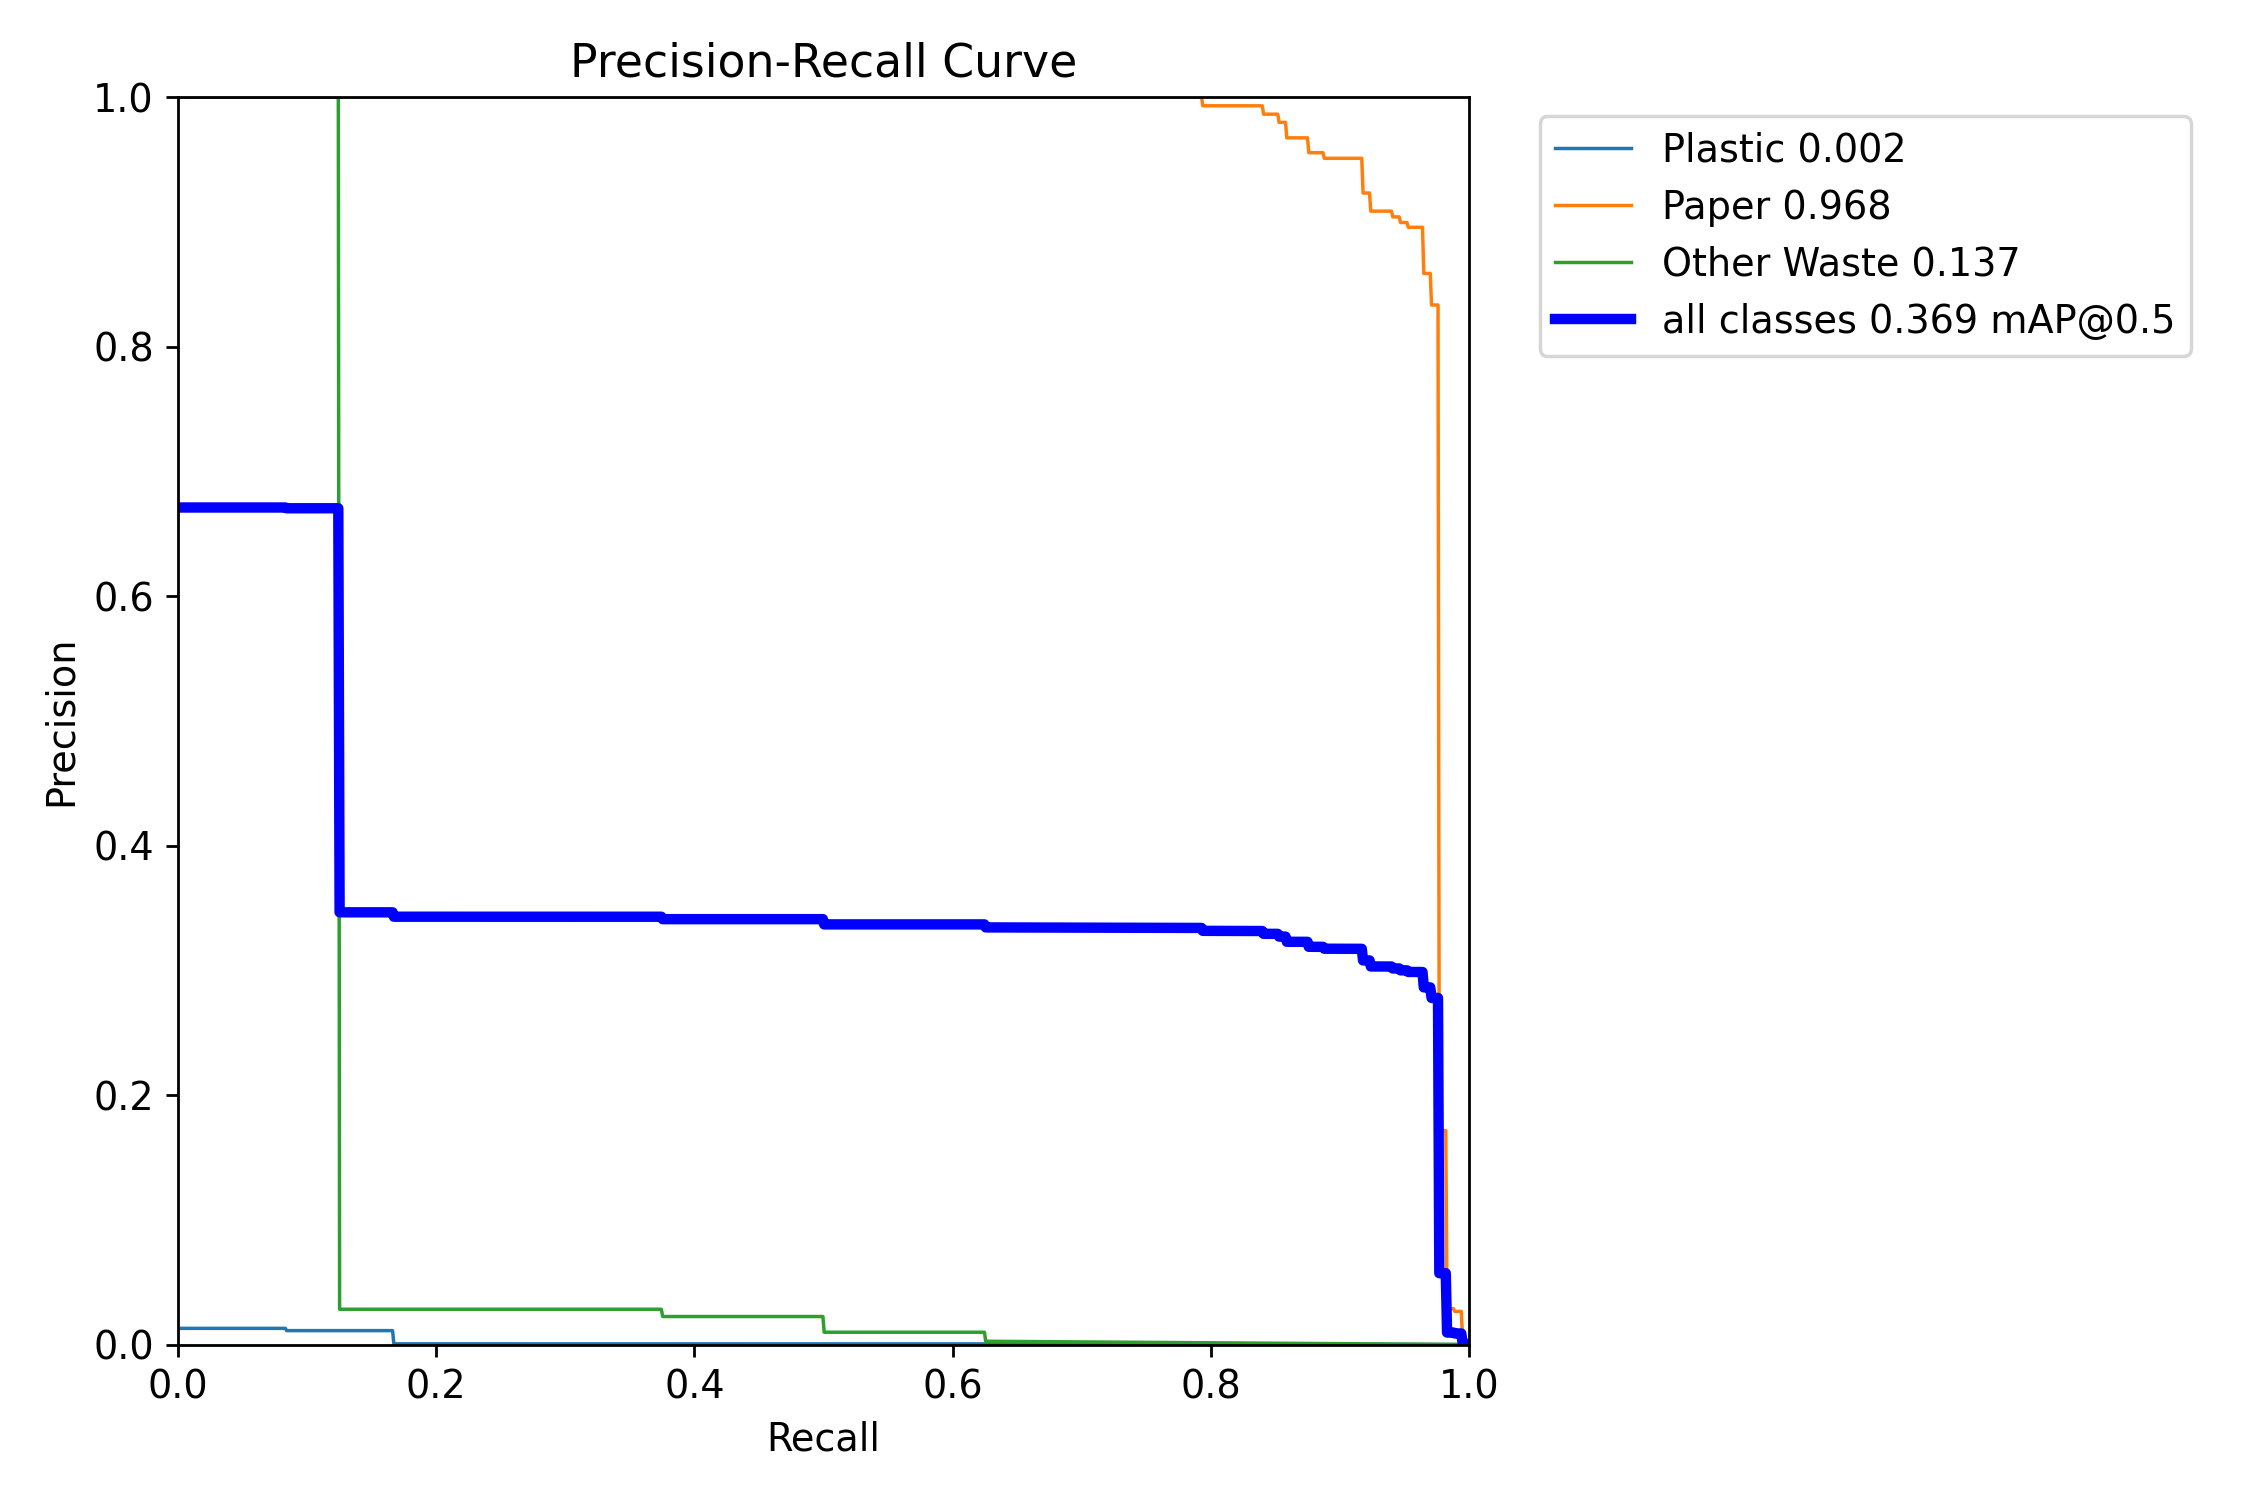 Precision-Recall Curve
1.0
0.8
0.6
0.4
0.2
0.0
Precision
0.0 0.2 0.4 0.6 0.8 1.0
Recall
Plastic 0.002
Paper 0.968
Other Waste 0.137
all classes 0.369 mAP@0.5